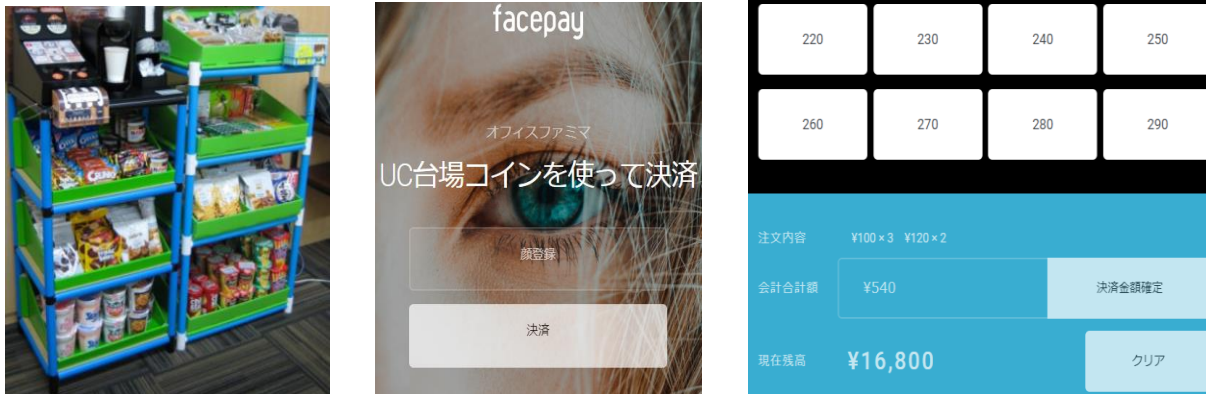 facepay
オフィスファミマ
UC台場コインを使って決済
顔登録
決済
220 230 240 250
260 270 280 290
注文内容 ¥100×3 ¥120×2
会計合計額 ¥540 決済金額確定
現在残高 ¥16,800 クリア